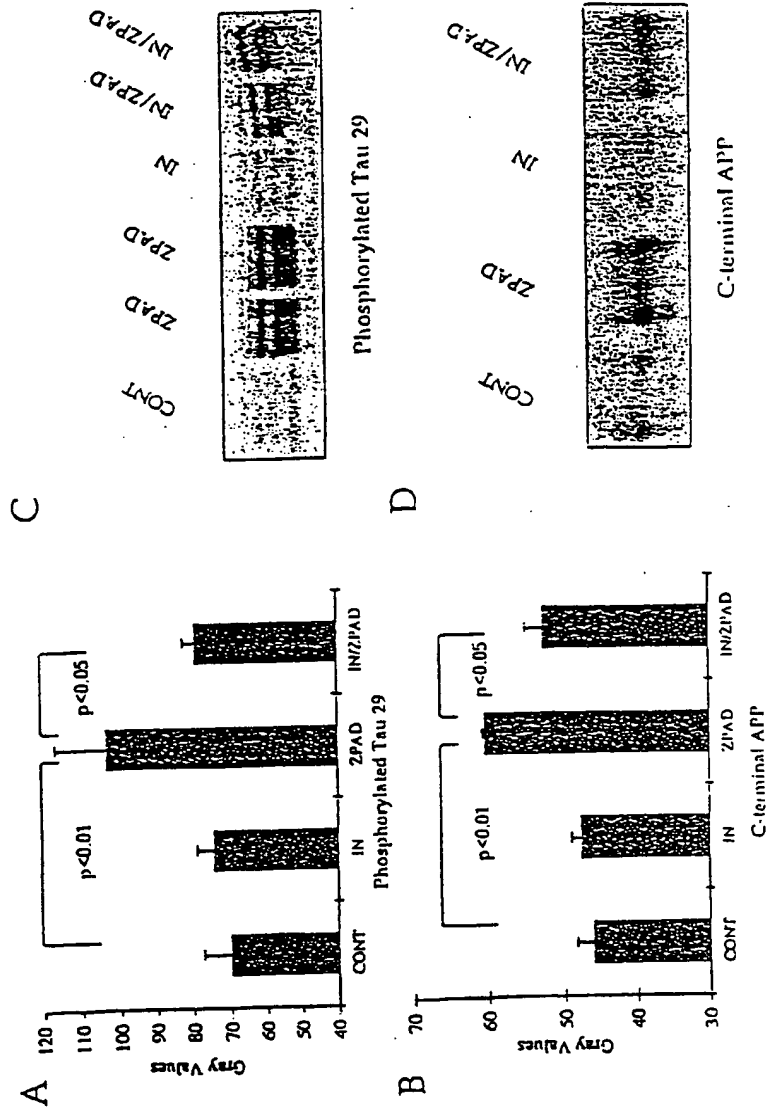 A
Gray Values
120
110
100
90
80
70
60
50
40
p<0.01
p<0.05
CONT
IN
ZPAD
IN/ZPAD
Phosphorylated Tau 29
B
Gray Values
70
60
50
40
30
p<0.01
p<0.05
CONT
IN
ZPAD
IN/ZPAD
C-terminal APP
C
CONT
ZPAD
ZPAD
IN
IN/ZPAD
IN/ZPAD
Phosphorylated Tau 29
D
CONT
ZPAD
IN
IN/ZPAD
C-terminal APP